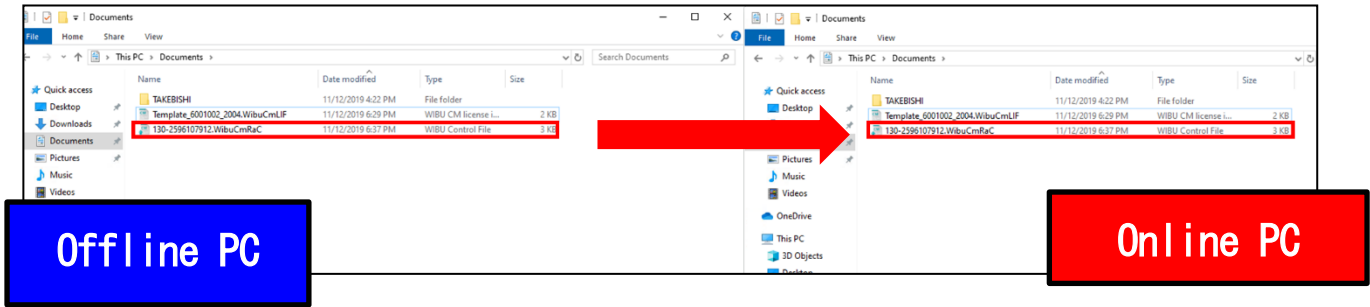 Documents
File Home Share View
This PC > Documents >
Search Documents
Name Date modified Type Size
Quick access
Desktop
Downloads
Documents
Pictures
Music
Videos
TAKEBISHI 11/12/2019 4:22 PM File folder
Template_6001002_2004.WibuCmLIF 11/12/2019 6:29 PM WIBU CM license i... 2 KB
130-2596107912.WibuCmRaC 11/12/2019 6:37 PM WIBU Control File 3 KB
Offline PC
Documents
File Home Share View
This PC > Documents >
Name Date modified Type Size
Quick access
Desktop
Pictures
Music
Videos
OneDrive
This PC
3D Objects
Desktop
TAKEBISHI 11/12/2019 4:22 PM File folder
Template_6001002_2004.WibuCmLIF 11/12/2019 6:29 PM WIBU CM license i... 2 KB
130-2596107912.WibuCmRaC 11/12/2019 6:37 PM WIBU Control File 3 KB
Online PC